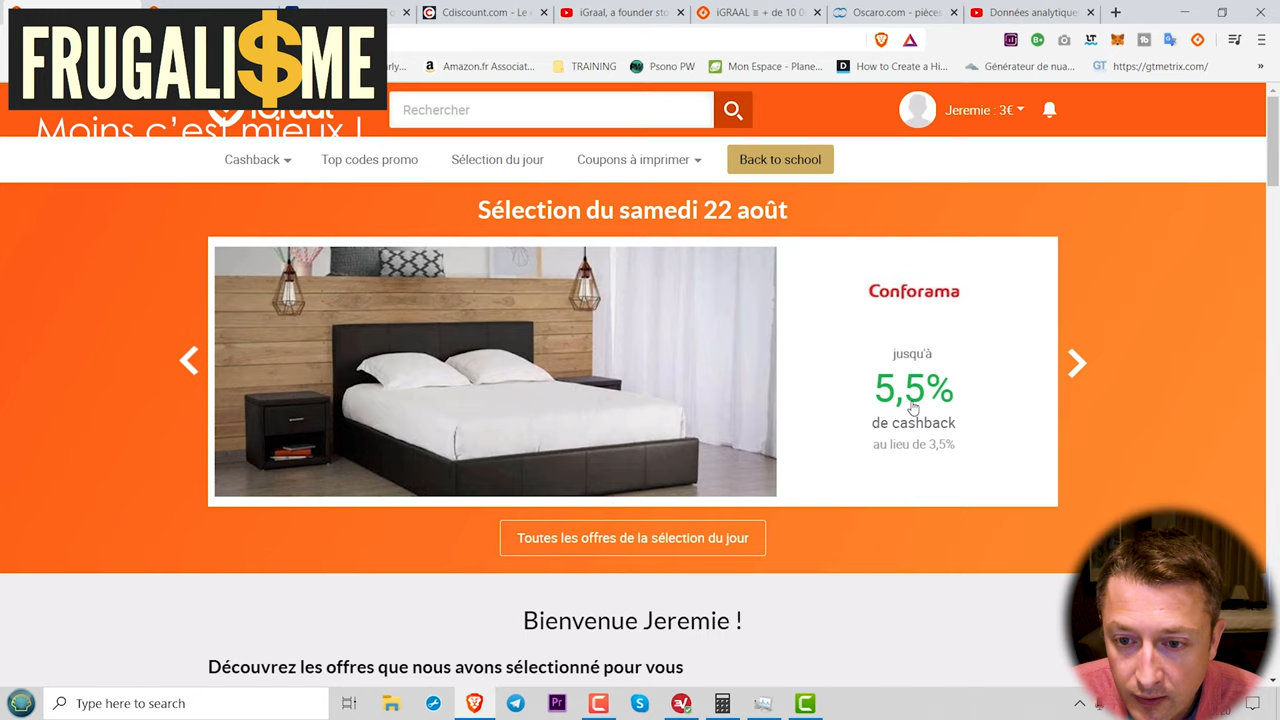 FRUGALI$ME
Moins c'est mieux !
Cdiscount.com - Le
iGraal, a founder sto
iGRAAL ≡ + de 10 0
Oscaro.com - pièces
Données analytique
Amazon.fr Associat...
TRAINING
Psono PW
Mon Espace - Plane...
How to Create a Hi...
Générateur de nua...
https://gtmetrix.com/
»
Rechercher
Jeremie : 3€
Cashback
Top codes promo
Sélection du jour
Coupons à imprimer
Back to school
Sélection du samedi 22 août
Conforama
jusqu'à
5,5%
de cashback
au lieu de 3,5%
Toutes les offres de la sélection du jour
Bienvenue Jeremie !
Découvrez les offres que nous avons sélectionné pour vous
Type here to search